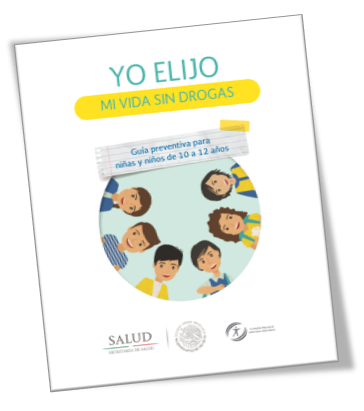 YO ELIJO
MI VIDA SIN DROGAS
Guía preventiva para
niñas y niños de 10 a 12 años
SALUD
SECRETARÍA DE SALUD